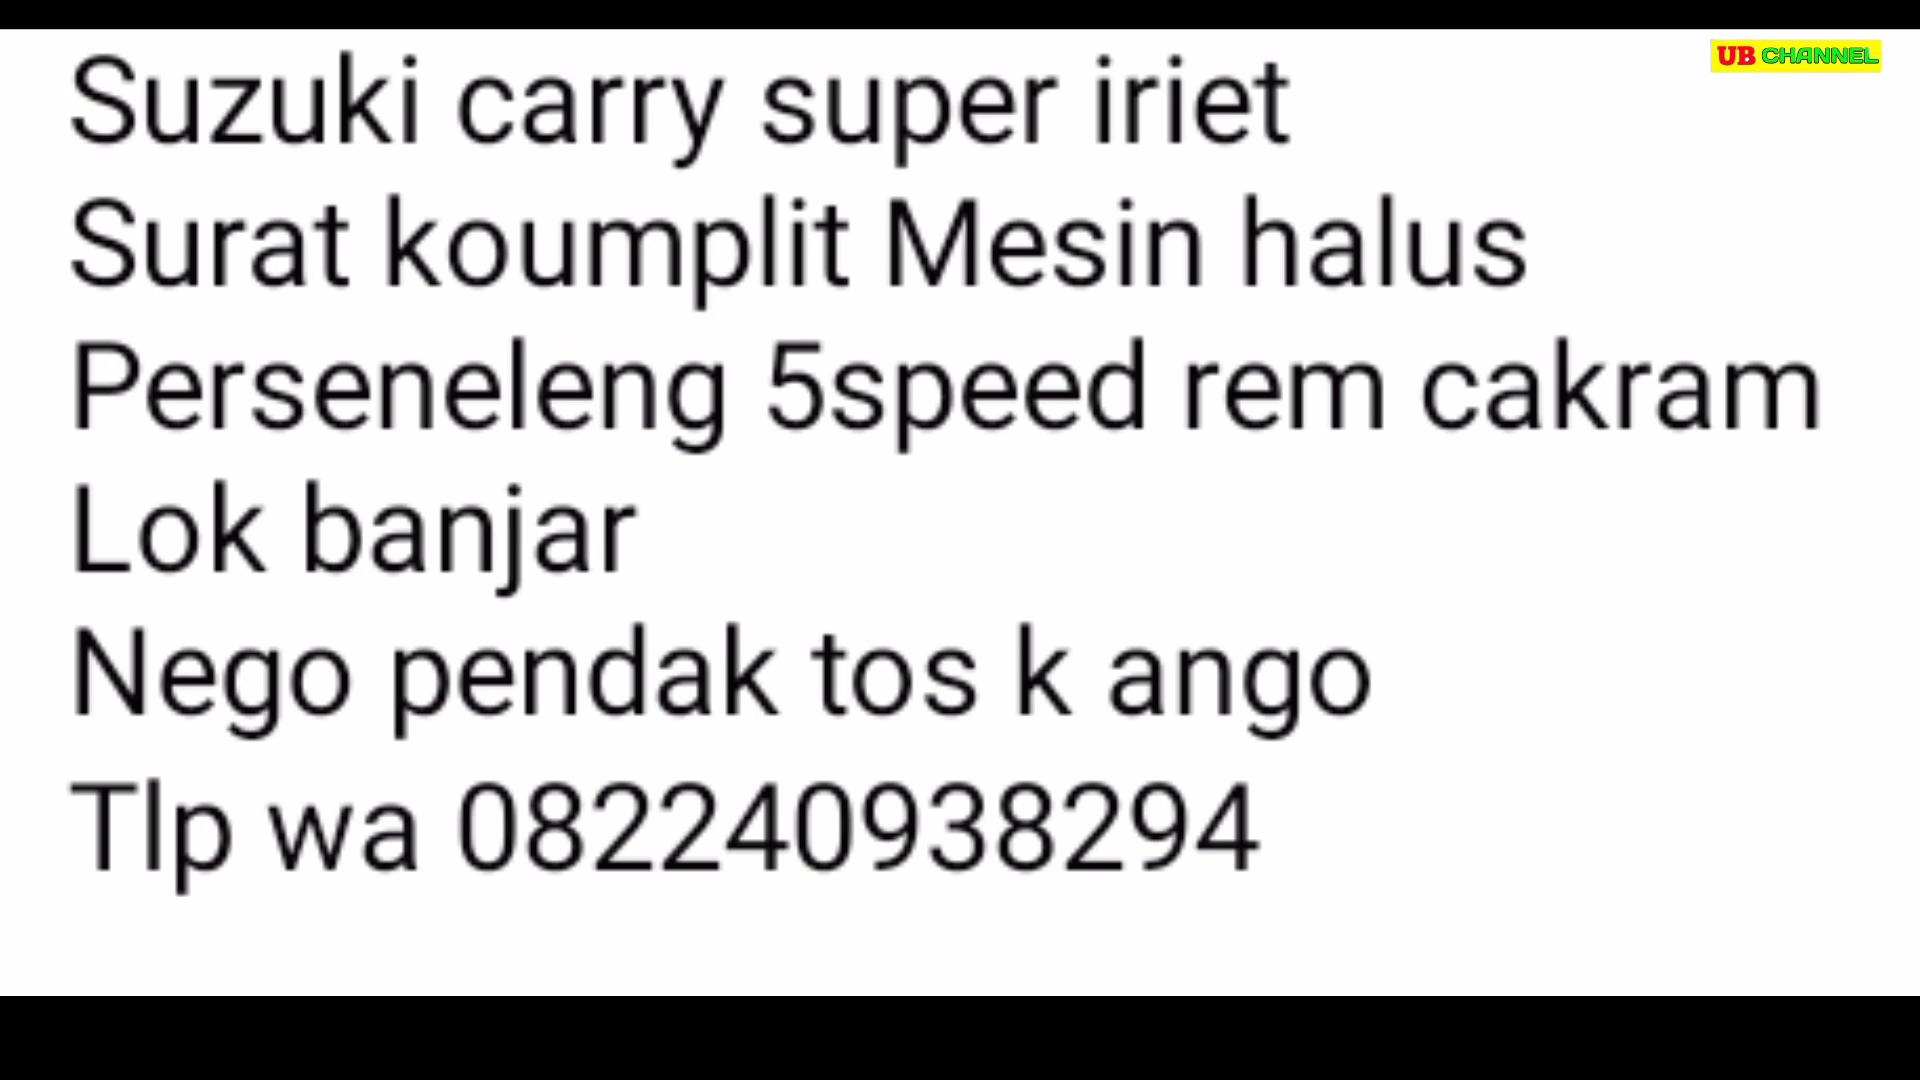 UB CHANNEL
Suzuki carry super iriet
Surat koumplit Mesin halus
Perseneleng 5speed rem cakram
Lok banjar
Nego pendak tos k ango
Tlp wa 082240938294